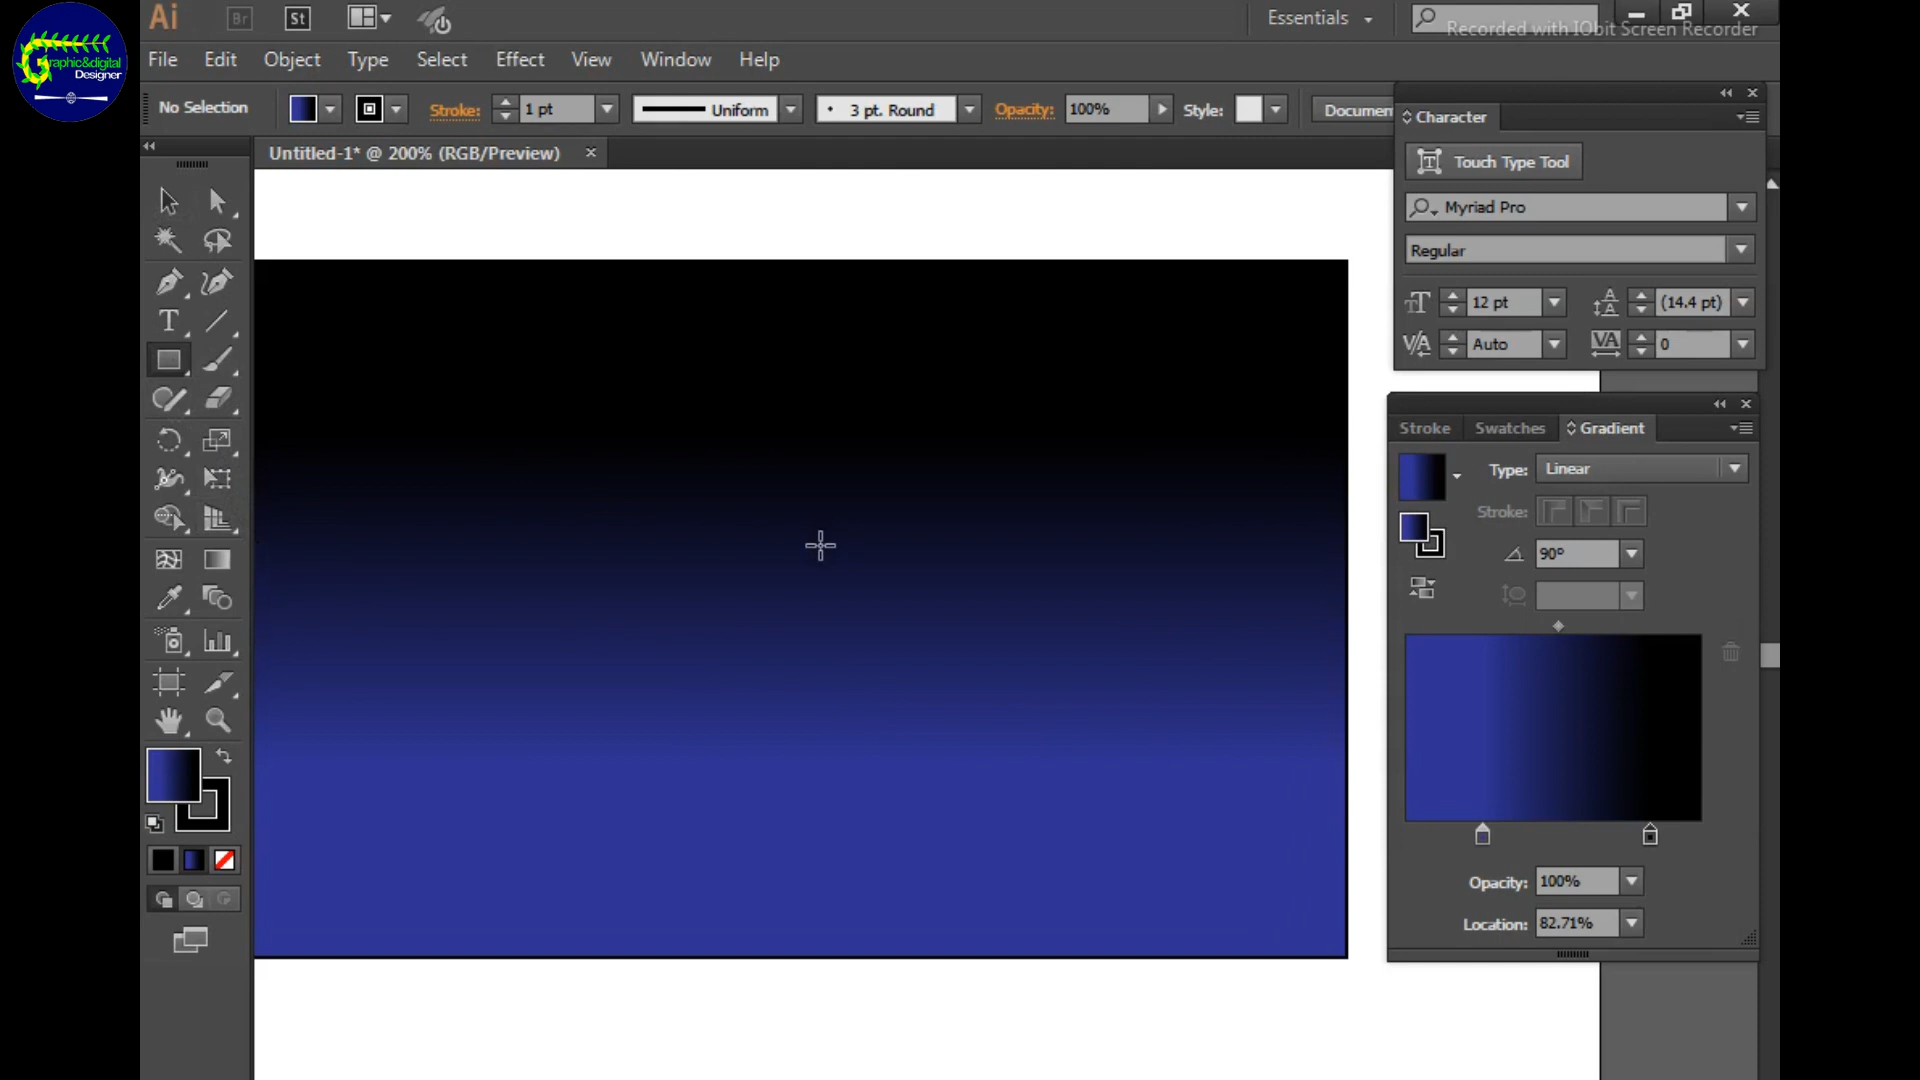 Graphic&digital
Designer
Ai
Br
St
Essentials
Recorded with IObit Screen Recorder
File
Edit
Object
Type
Select
Effect
View
Window
Help
No Selection
Stroke:
1 pt
Uniform
3 pt. Round
Opacity:
100%
Style:
Documen
Untitled-1* @ 200% (RGB/Preview)
Character
Touch Type Tool
Myriad Pro
Regular
12 pt
(14.4 pt)
Auto
0
Stroke
Swatches
Gradient
Type:
Linear
Stroke:
90°
Opacity:
100%
Location:
82.71%